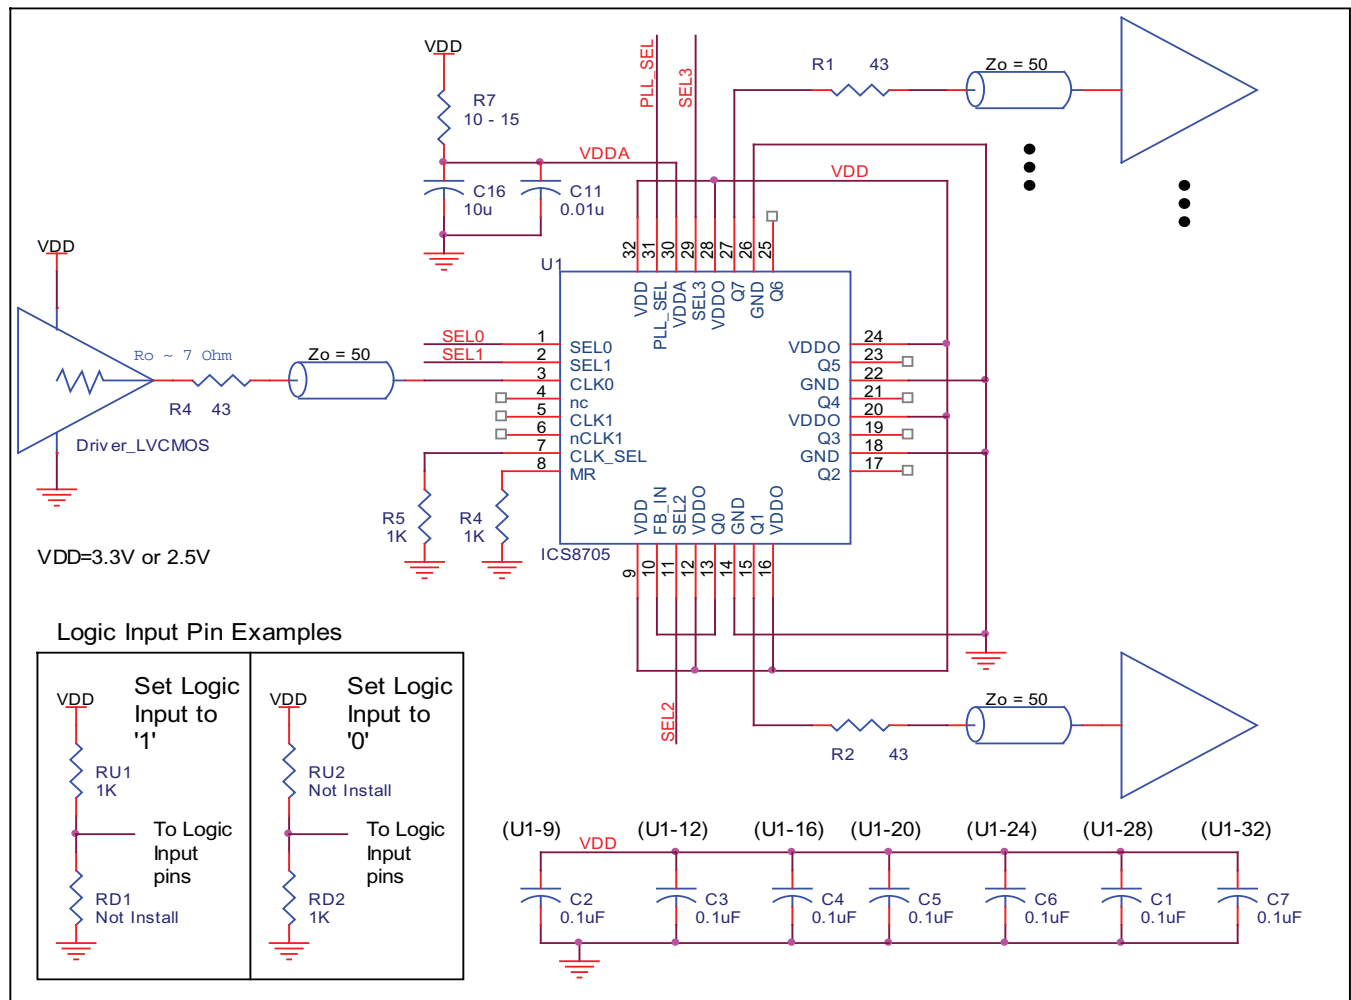 VDD
R7
10 - 15
VDDA
C16
10u
C11
0.01u
PLL_SEL
SEL3
VDD
R1 43
Zo = 50
VDD
Ro ~ 7 Ohm
R4 43
Zo = 50
Driver_LVCMOS
SEL0
SEL1
U1
32 31 30 29 28 27 26 25
VDD PLL_SEL VDDA SEL3 VDDO Q7 GND Q6
1 SEL0
2 SEL1
3 CLK0
4 nc
5 CLK1
6 nCLK1
7 CLK_SEL
8 MR
VDDO 24
Q5 23
GND 22
Q4 21
VDDO 20
Q3 19
GND 18
Q2 17
VDD FB_IN SEL2 VDDO Q0 GND Q1 VDDO
9 10 11 12 13 14 15 16
ICS8705
R5
1K
R4
1K
SEL2
R2 43
Zo = 50
VDD=3.3V or 2.5V
Logic Input Pin Examples
VDD
Set Logic
Input to
'1'
RU1
1K
To Logic
Input
pins
RD1
Not Install
VDD
Set Logic
Input to
'0'
RU2
Not Install
To Logic
Input
pins
RD2
1K
(U1-9) (U1-12) (U1-16) (U1-20) (U1-24) (U1-28) (U1-32)
VDD
C2
0.1uF
C3
0.1uF
C4
0.1uF
C5
0.1uF
C6
0.1uF
C1
0.1uF
C7
0.1uF